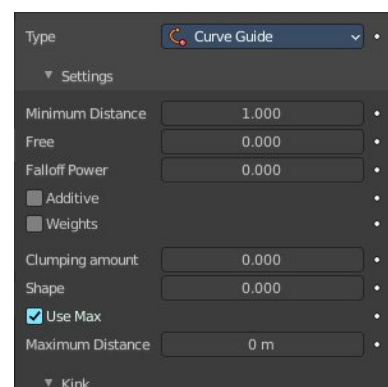 Type Curve Guide
Settings
Minimum Distance 1.000
Free 0.000
Falloff Power 0.000
Additive
Weights
Clumping amount 0.000
Shape 0.000
Use Max
Maximum Distance 0 m
Kink